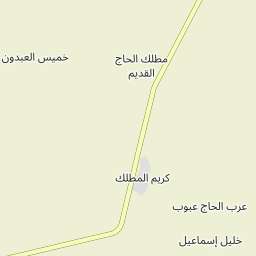 مطلك الحاج
القديم
خميس العبدون
كريم المطلك
عرب الحاج عبوب
خليل إسماعيل